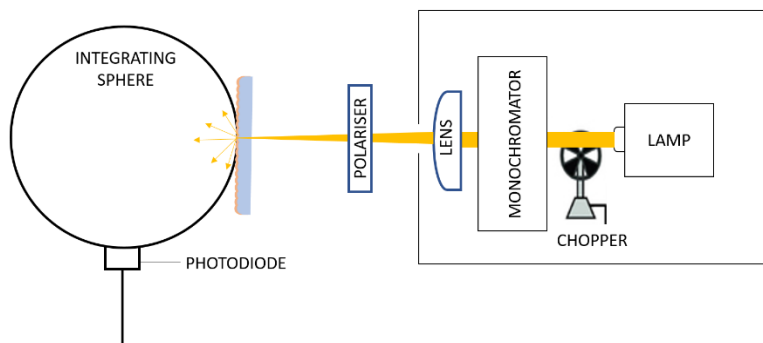 INTEGRATING
SPHERE
POLARISER
LENS
MONOCHROMATOR
LAMP
CHOPPER
PHOTODIODE